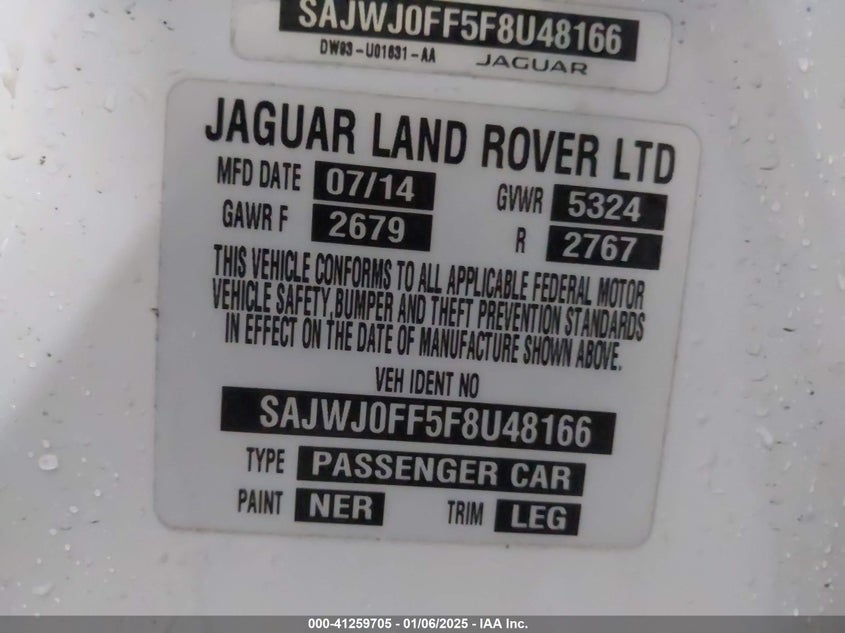 SAJWJ0FF5F8U48166
DW93-U01631-AA JAGUAR
JAGUAR LAND ROVER LTD
MFD DATE 07/14 GVWR 5324
GAWR F 2679 R 2767
THIS VEHICLE CONFORMS TO ALL APPLICABLE FEDERAL MOTOR
VEHICLE SAFETY,BUMPER AND THEFT PREVENTION STANDARDS
IN EFFECT ON THE DATE OF MANUFACTURE SHOWN ABOVE.
VEH IDENT NO
SAJWJ0FF5F8U48166
TYPE PASSENGER CAR
PAINT NER TRIM LEG
000-41259705 - 01/06/2025 - IAA Inc.